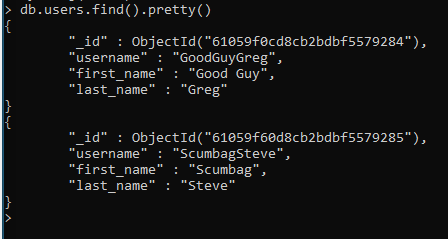 > db.users.find().pretty()
{
"_id" : ObjectId("61059f0cd8cb2bdbf5579284"),
"username" : "GoodGuyGreg",
"first_name" : "Good Guy",
"last_name" : "Greg"
}
{
"_id" : ObjectId("61059f60d8cb2bdbf5579285"),
"username" : "ScumbagSteve",
"first_name" : "Scumbag",
"last_name" : "Steve"
}
>